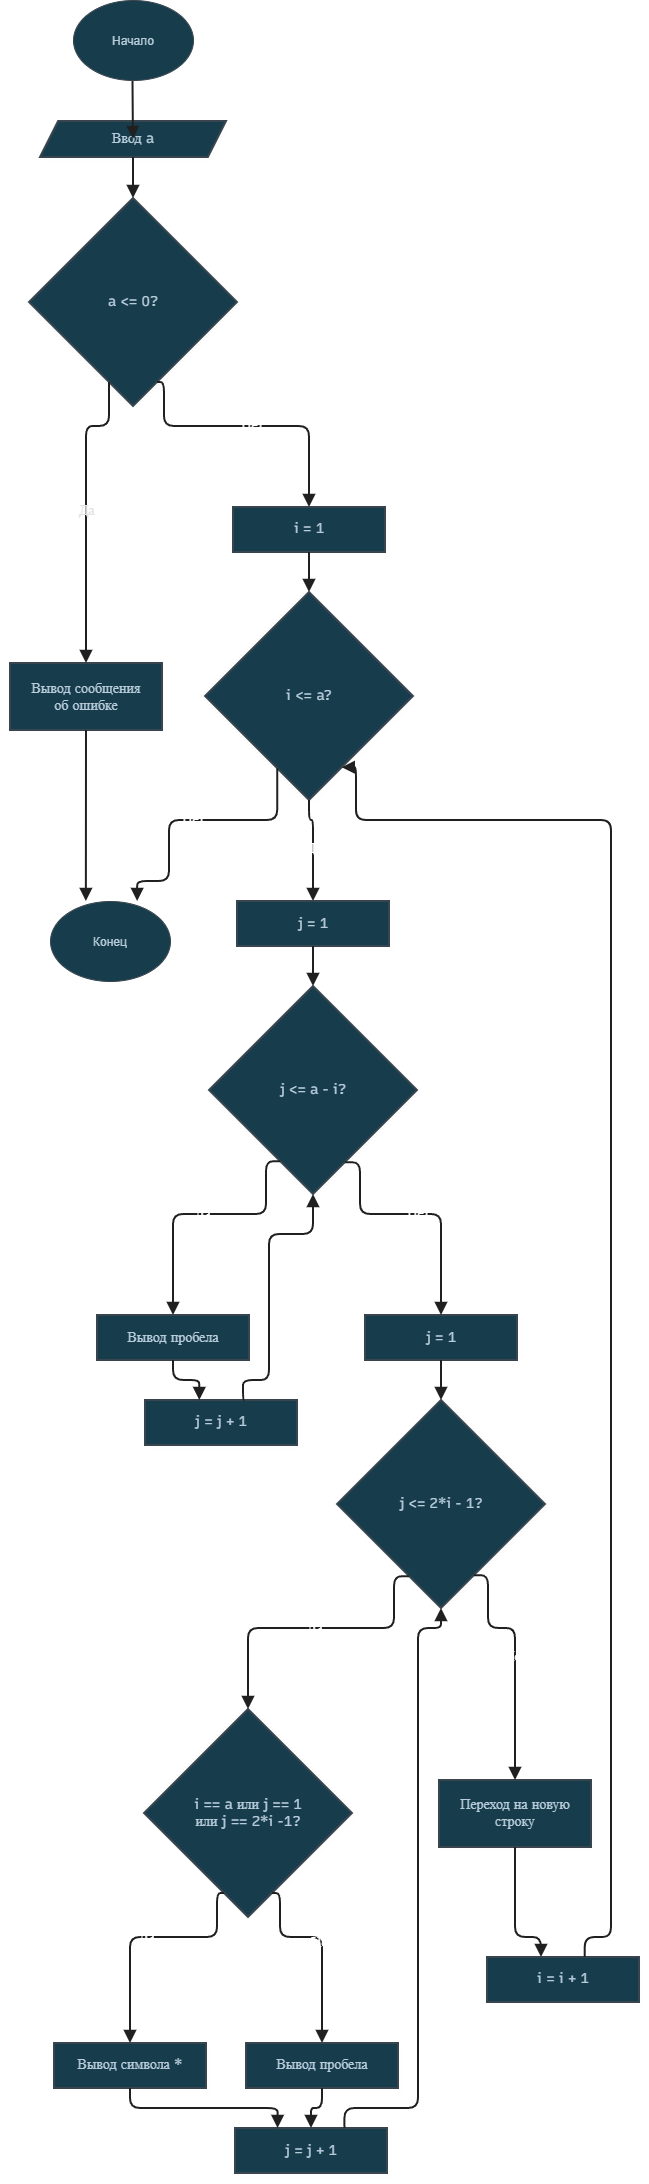 Начало
Ввод a
a <= 0?
Да
i = 1
i <= a?
Вывод сообщения
об ошибке
j = 1
Конец
j <= a - i?
Вывод пробела
j = 1
j = j + 1
j <= 2*i - 1?
i == a или j == 1
или j == 2*i -1?
Переход на новую
строку
i = i + 1
Вывод символа *
Вывод пробела
j = j + 1